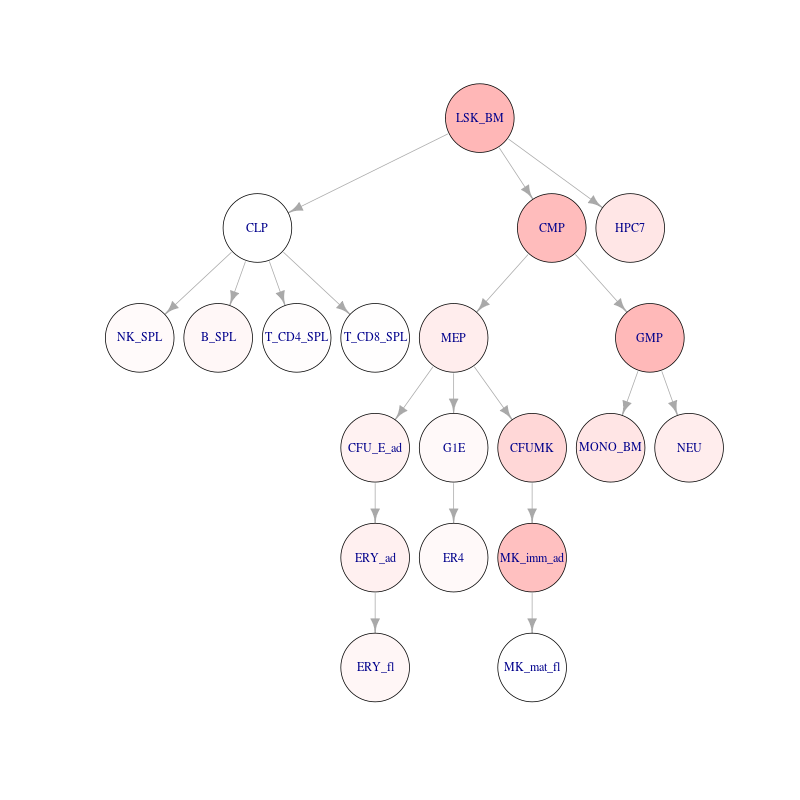 LSK_BM
CLP
CMP
HPC7
NK_SPL
B_SPL
T_CD4_SPL
T_CD8_SPL
MEP
GMP
CFU_E_ad
G1E
CFUMK
MONO_BM
NEU
ERY_ad
ER4
MK_imm_ad
ERY_fl
MK_mat_fl